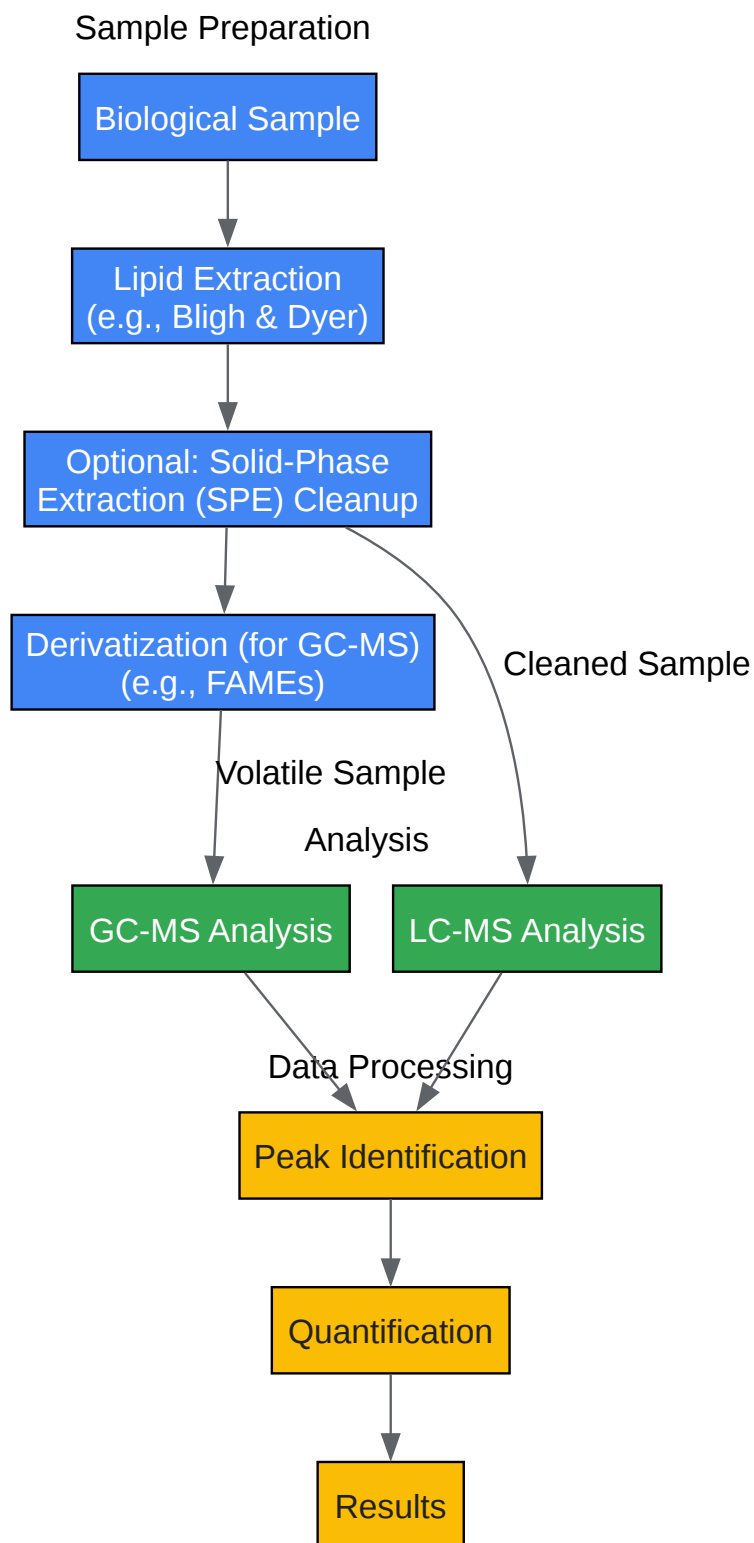 Sample Preparation
Biological Sample
Lipid Extraction
(e.g., Bligh & Dyer)
Optional: Solid-Phase
Extraction (SPE) Cleanup
Derivatization (for GC-MS)
(e.g., FAMEs)
Cleaned Sample
Volatile Sample
Analysis
GC-MS Analysis
LC-MS Analysis
Data Processing
Peak Identification
Quantification
Results